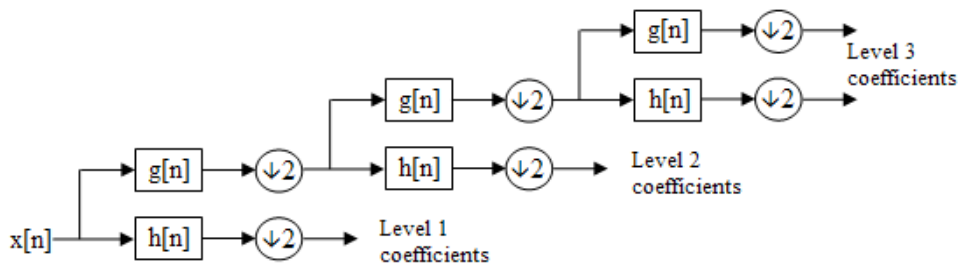 g[n] ↓2
Level 3
coefficients
g[n] ↓2 h[n] ↓2
g[n] ↓2 h[n] ↓2
Level 2
coefficients
x[n] h[n] ↓2
Level 1
coefficients